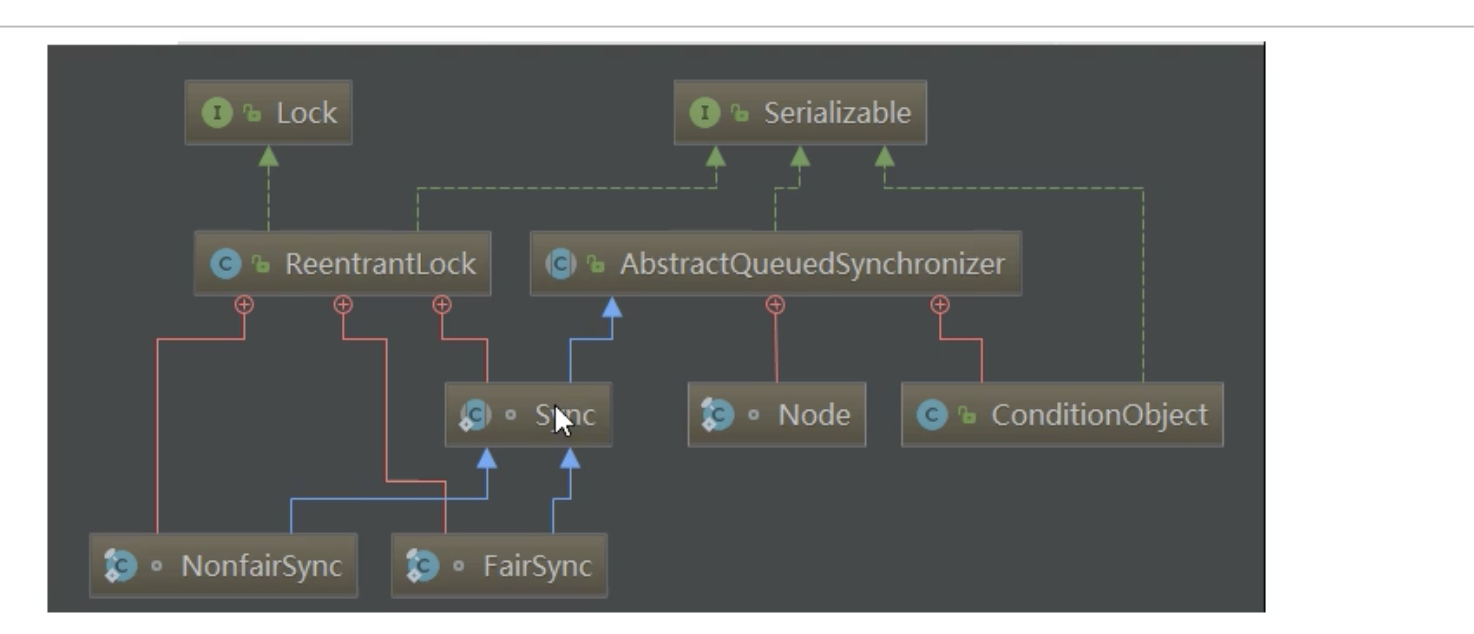 Lock
Serializable
ReentrantLock
AbstractQueuedSynchronizer
Sync
Node
ConditionObject
NonfairSync
FairSync